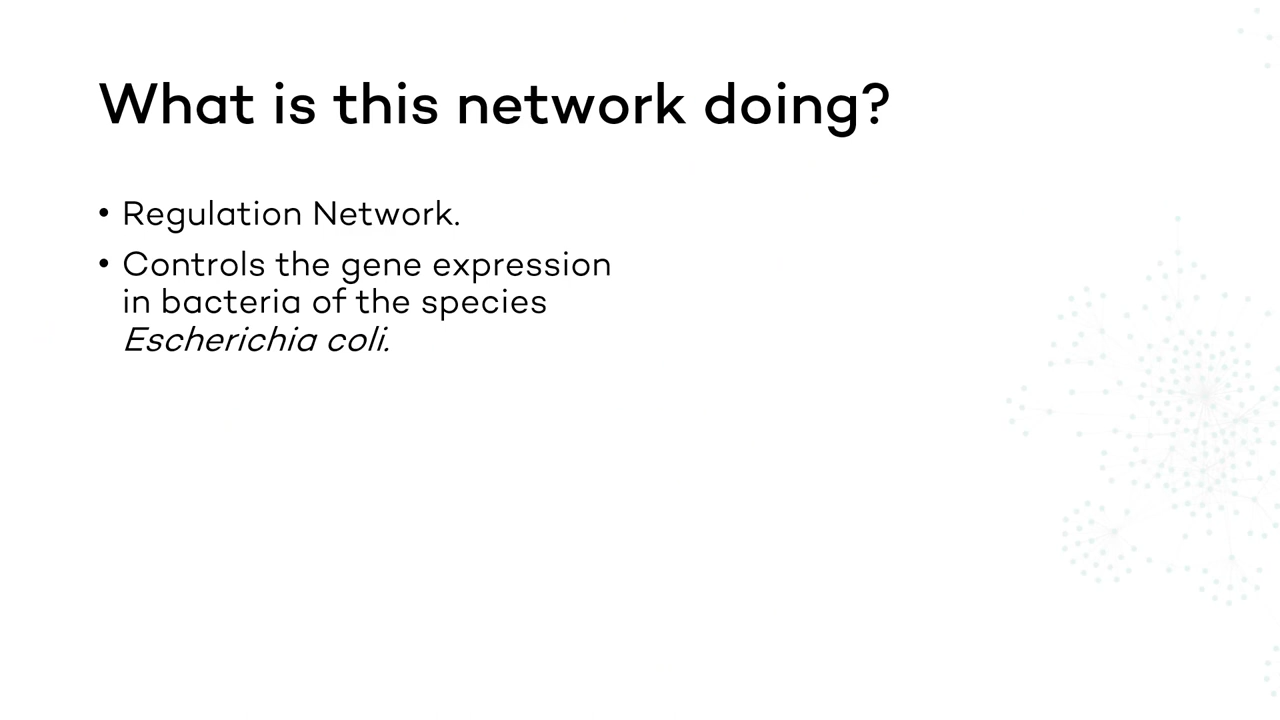 What is this network doing?
• Regulation Network.
• Controls the gene expression
in bacteria of the species
Escherichia coli.